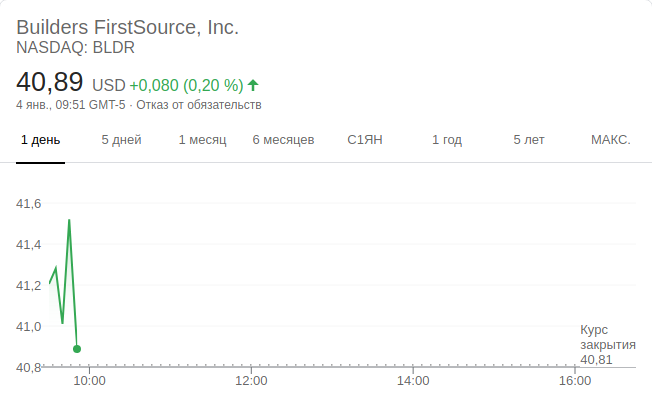 Builders FirstSource, Inc.
NASDAQ: BLDR
40,89 USD +0,080 (0,20 %)
4 янв., 09:51 GMT-5 · Отказ от обязательств
1 день 5 дней 1 месяц 6 месяцев С1ЯН 1 год 5 лет МАКС.
41,6
41,4
41,2
41,0
40,8
Курс
закрытия
40,81
10:00 12:00 14:00 16:00